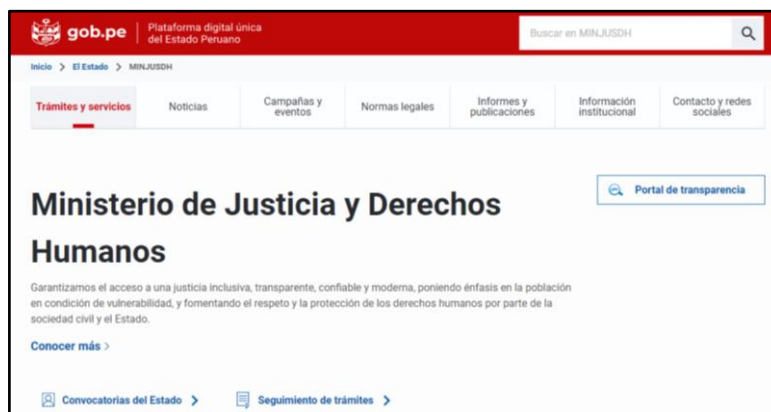 gob.pe
Plataforma digital única
del Estado Peruano
Buscar en MINJUSDH
Inicio > El Estado > MINJUSDH
Trámites y servicios
Noticias
Campañas y
eventos
Normas legales
Informes y
publicaciones
Información
institucional
Contacto y redes
sociales
Portal de transparencia
Ministerio de Justicia y Derechos
Humanos
Garantizamos el acceso a una justicia inclusiva, transparente, confiable y moderna, poniendo énfasis en la población
en condición de vulnerabilidad, y fomentando el respeto y la protección de los derechos humanos por parte de la
sociedad civil y el Estado.
Conocer más >
Convocatorias del Estado >
Seguimiento de trámites >